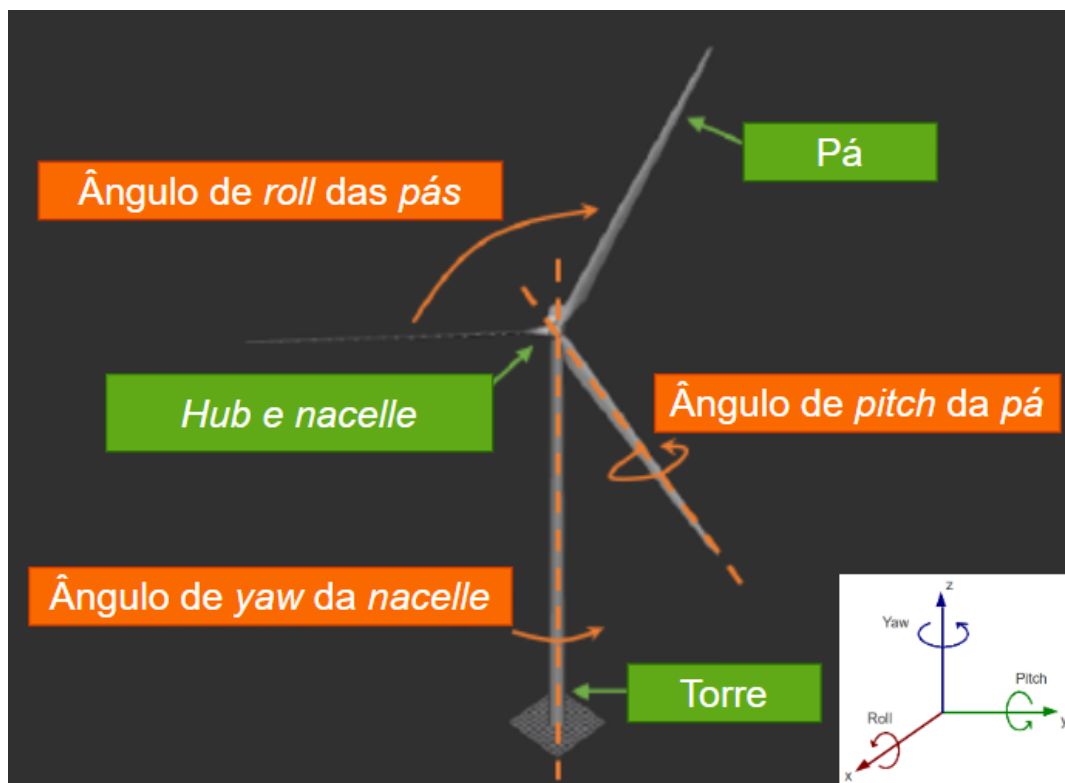 Pá
Ângulo de roll das pás
Hub e nacelle
Ângulo de pitch da pá
Ângulo de yaw da nacelle
Torre
z
Yaw
Pitch
y
Roll
x